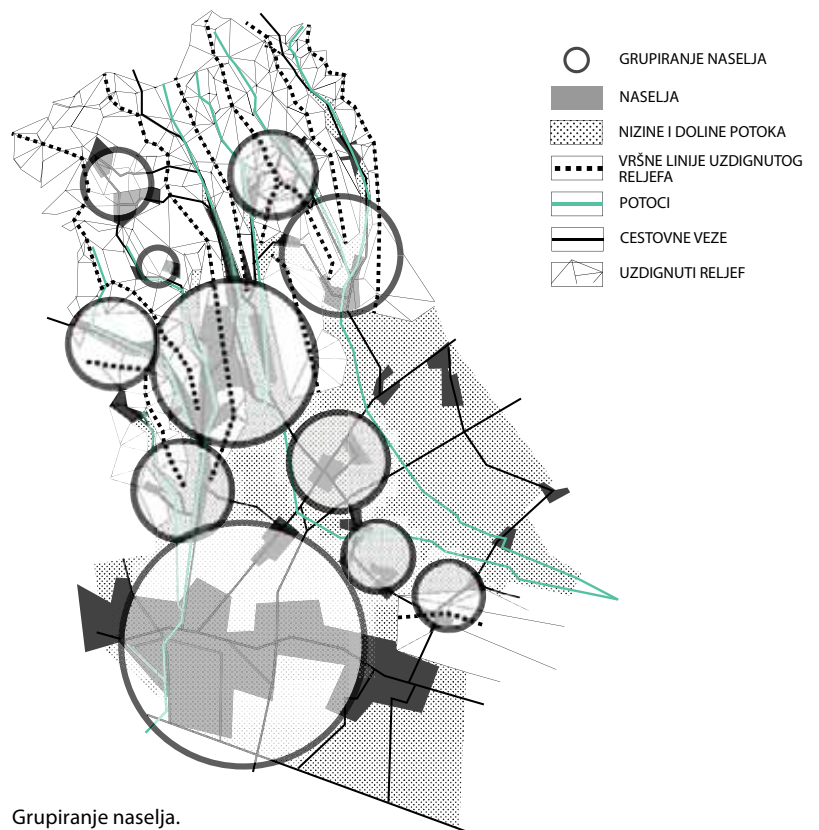 GRUPIRANJE NASELJA
NASELJA
NIZINE I DOLINE POTOKA
VRŠNE LINIJE UZDIGNUTOG
RELJEFA
POTOCI
CESTOVNE VEZE
UZDIGNUTI RELJEF
Grupiranje naselja.